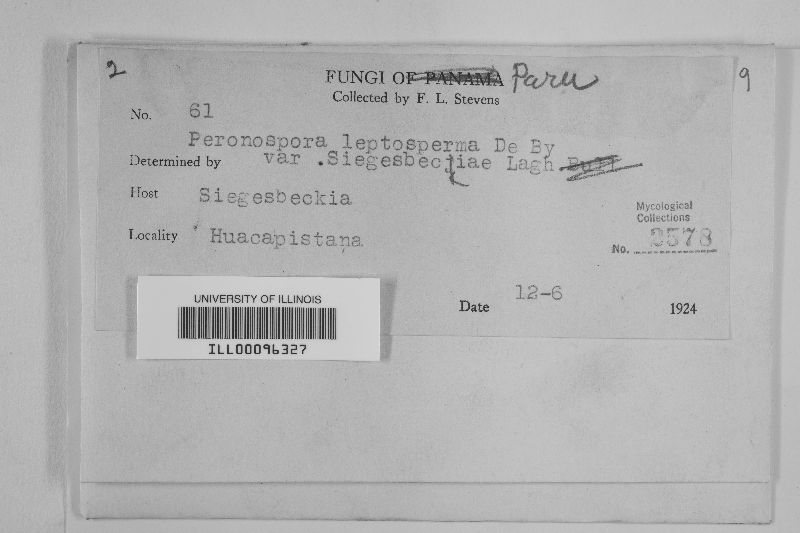 2
FUNGI OF PANAMA Paru
9
Collected by F. L. Stevens
No. 61
Peronospora leptosperma De By
Determined by var .Siegesbeckiae Lagh.
Host Siegesbeckia
Mycological
Collections
Locality Huacapistana
No. 2578
UNIVERSITY OF ILLINOIS
ILL00096327
Date 12-6 1924